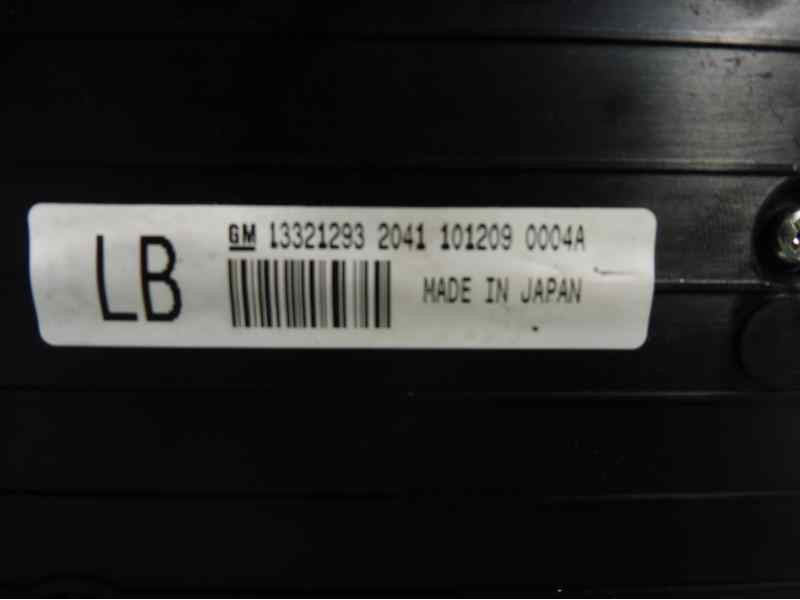 LB
GM 13321293 2041 101209 0004A
MADE IN JAPAN